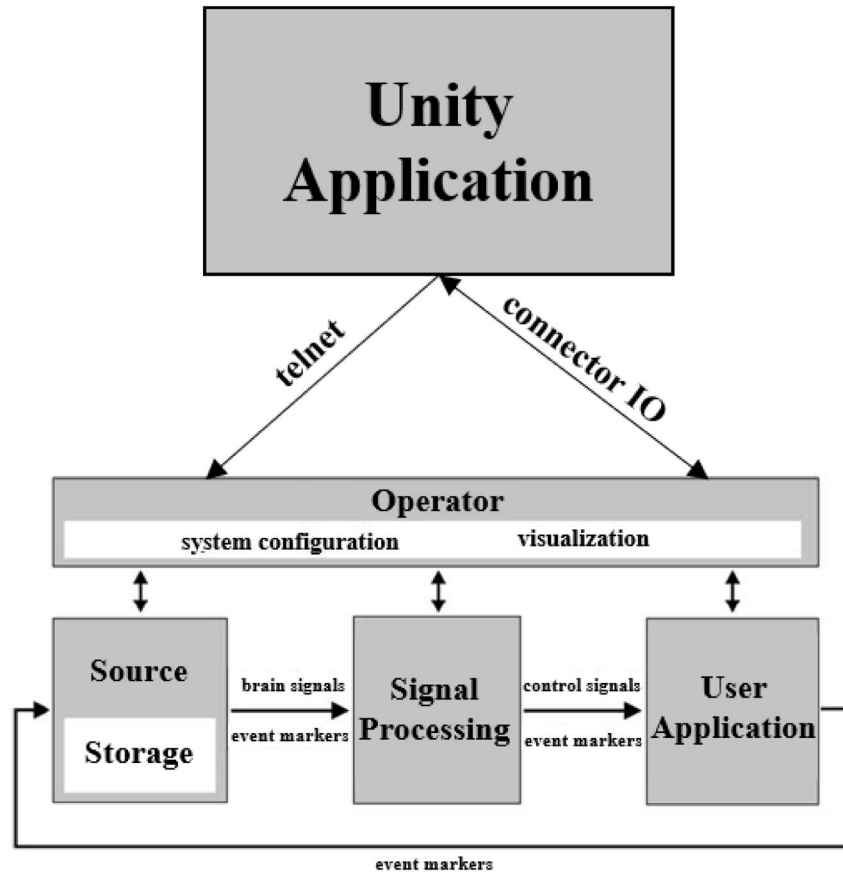 Unity
Application
telnet
connector IO
Operator
system configuration
visualization
Source
Storage
brain signals
event markers
Signal
Processing
control signals
event markers
User
Application
event markers